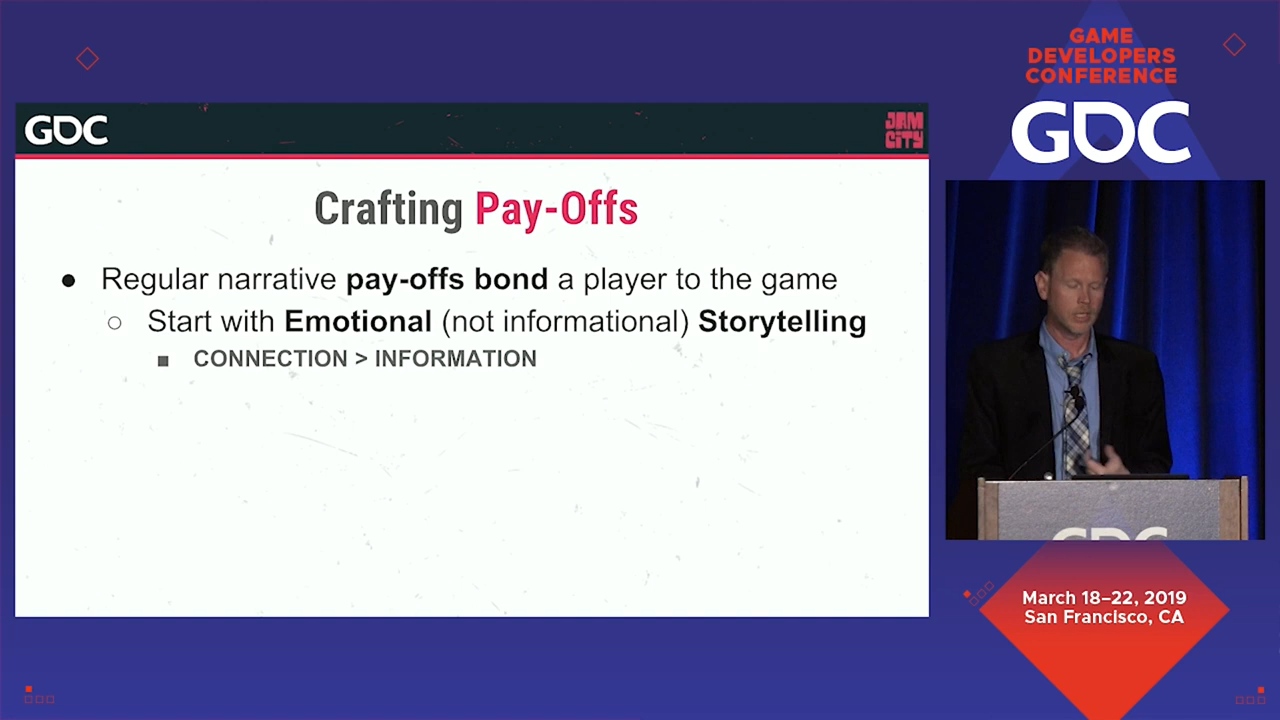 GAME
DEVELOPERS
CONFERENCE
GDC
GDC
JAM
CITY
Crafting Pay-Offs
● Regular narrative pay-offs bond a player to the game
○ Start with Emotional (not informational) Storytelling
■ CONNECTION > INFORMATION
GDC
March 18–22, 2019
San Francisco, CA